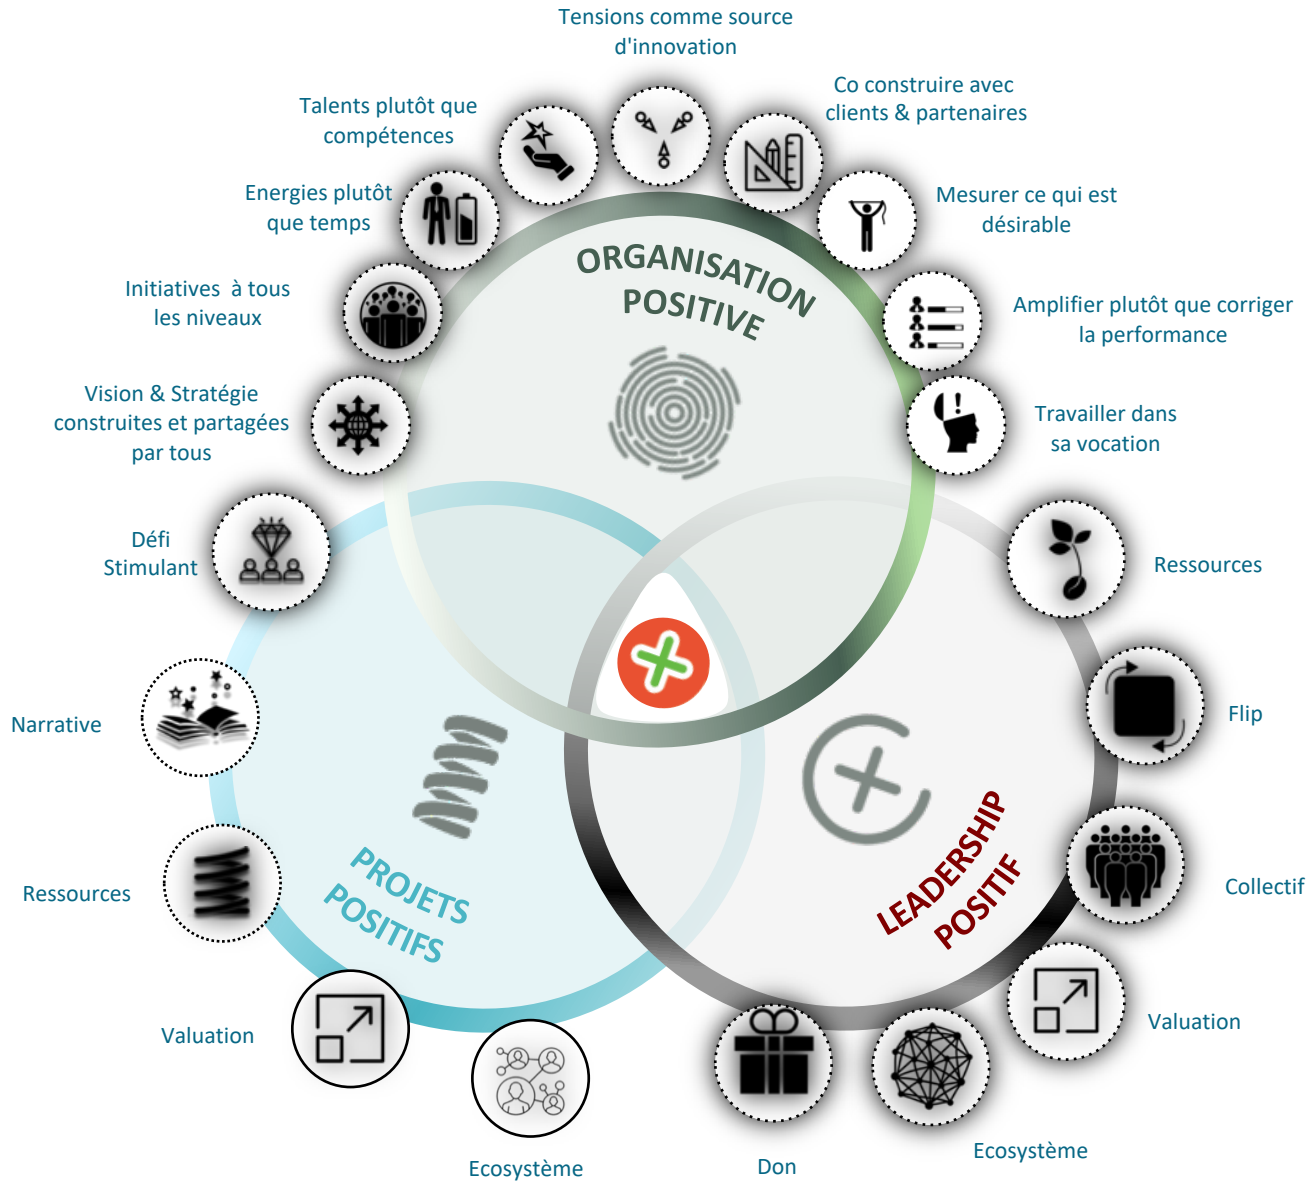 Tensions comme source
d'innovation
Talents plutôt que
compétences
Co construire avec
clients & partenaires
Energies plutôt
que temps
Mesurer ce qui est
désirable
Initiatives à tous
les niveaux
Amplifier plutôt que corriger
la performance
Vision & Stratégie
construites et partagées
par tous
Travailler dans
sa vocation
ORGANISATION
POSITIVE
Défi
Stimulant
Narrative
Ressources
Valuation
Ecosystème
PROJETS
POSITIFS
Ressources
Flip
Collectif
Valuation
Ecosystème
Don
LEADERSHIP
POSITIF